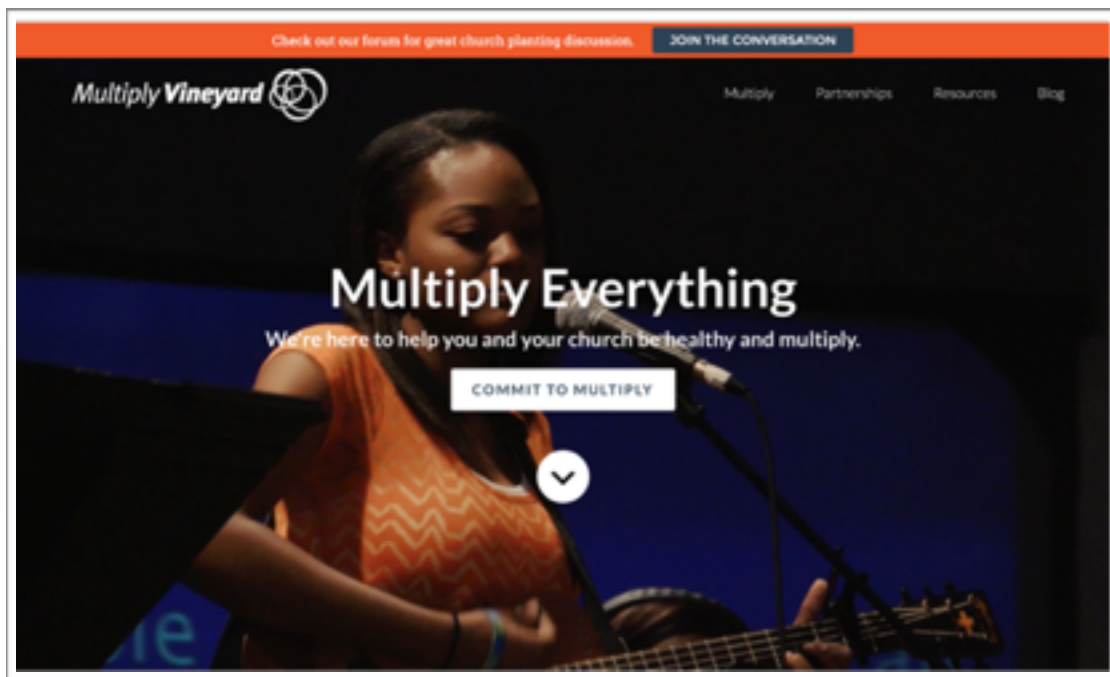 Check out our forum for great church planting discussion. JOIN THE CONVERSATION
Multiply Vineyard
Multiply Partnerships Resources Blog
Multiply Everything
We're here to help you and your church be healthy and multiply.
COMMIT TO MULTIPLY